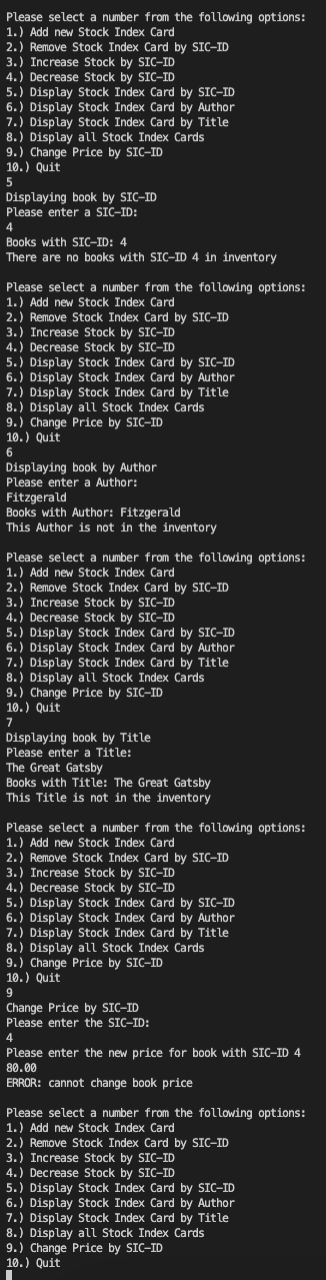 Please select a number from the following options:
1.) Add new Stock Index Card
2.) Remove Stock Index Card by SIC-ID
3.) Increase Stock by SIC-ID
4.) Decrease Stock by SIC-ID
5.) Display Stock Index Card by SIC-ID
6.) Display Stock Index Card by Author
7.) Display Stock Index Card by Title
8.) Display all Stock Index Cards
9.) Change Price by SIC-ID
10.) Quit
5
Displaying book by SIC-ID
Please enter a SIC-ID:
4
Books with SIC-ID: 4
There are no books with SIC-ID 4 in inventory

Please select a number from the following options:
1.) Add new Stock Index Card
2.) Remove Stock Index Card by SIC-ID
3.) Increase Stock by SIC-ID
4.) Decrease Stock by SIC-ID
5.) Display Stock Index Card by SIC-ID
6.) Display Stock Index Card by Author
7.) Display Stock Index Card by Title
8.) Display all Stock Index Cards
9.) Change Price by SIC-ID
10.) Quit
6
Displaying book by Author
Please enter a Author:
Fitzgerald
Books with Author: Fitzgerald
This Author is not in the inventory

Please select a number from the following options:
1.) Add new Stock Index Card
2.) Remove Stock Index Card by SIC-ID
3.) Increase Stock by SIC-ID
4.) Decrease Stock by SIC-ID
5.) Display Stock Index Card by SIC-ID
6.) Display Stock Index Card by Author
7.) Display Stock Index Card by Title
8.) Display all Stock Index Cards
9.) Change Price by SIC-ID
10.) Quit
7
Displaying book by Title
Please enter a Title:
The Great Gatsby
Books with Title: The Great Gatsby
This Title is not in the inventory

Please select a number from the following options:
1.) Add new Stock Index Card
2.) Remove Stock Index Card by SIC-ID
3.) Increase Stock by SIC-ID
4.) Decrease Stock by SIC-ID
5.) Display Stock Index Card by SIC-ID
6.) Display Stock Index Card by Author
7.) Display Stock Index Card by Title
8.) Display all Stock Index Cards
9.) Change Price by SIC-ID
10.) Quit
9
Change Price by SIC-ID
Please enter the SIC-ID:
4
Please enter the new price for book with SIC-ID 4
80.00
ERROR: cannot change book price

Please select a number from the following options:
1.) Add new Stock Index Card
2.) Remove Stock Index Card by SIC-ID
3.) Increase Stock by SIC-ID
4.) Decrease Stock by SIC-ID
5.) Display Stock Index Card by SIC-ID
6.) Display Stock Index Card by Author
7.) Display Stock Index Card by Title
8.) Display all Stock Index Cards
9.) Change Price by SIC-ID
10.) Quit